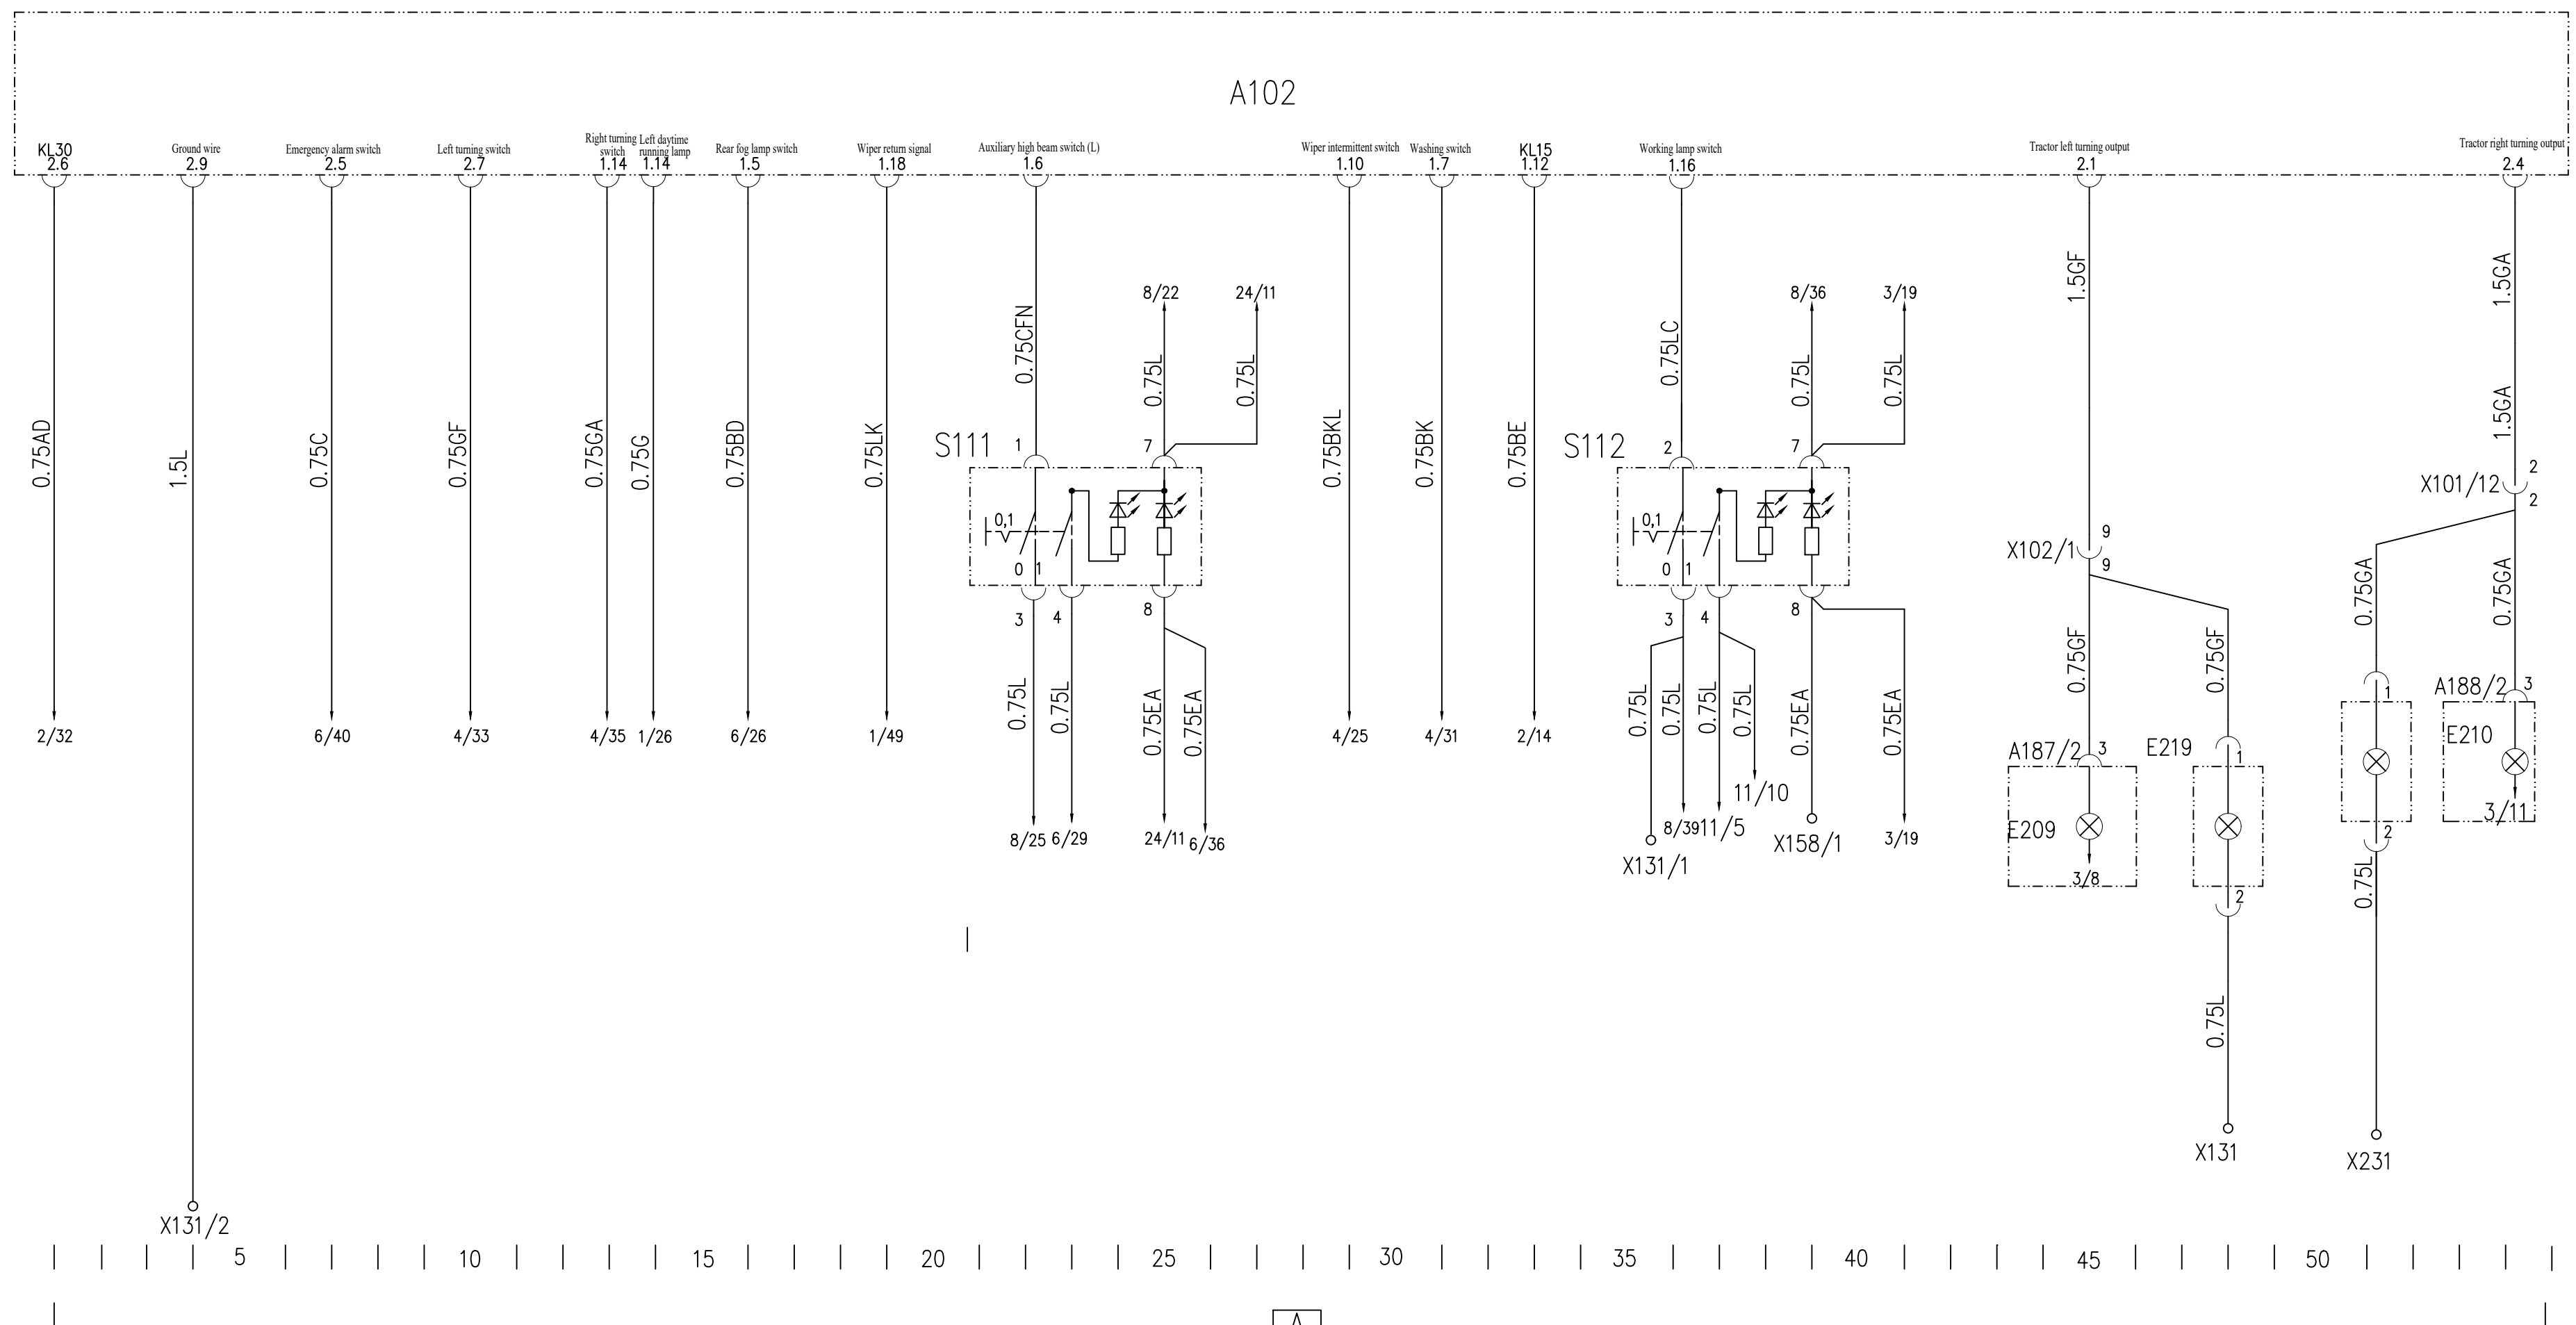 A102
KL30
2.6
Ground wire
2.9
Emergency alarm switch
2.5
Left turning switch
2.7
Right turning
switch
1.14
Left daytime
running lamp
1.14
Rear fog lamp switch
1.5
Wiper return signal
1.18
Auxiliary high beam switch (L)
1.6
Wiper intermittent switch
1.10
Washing switch
1.7
KL15
1.12
Working lamp switch
1.16
Tractor left turning output
2.1
Tractor right turning output
2.4
8/22
24/11
8/36
3/19
0.75AD
1.5L
0.75C
0.75GF
0.75GA
0.75G
0.75BD
0.75LK
0.75CFN
0.75L
0.75L
0.75BKL
0.75BK
0.75BE
0.75LC
0.75L
0.75L
1.5GF
1.5GA
1.5GA
S111
1
7
0,1
0
1
3
4
8
S112
2
7
0,1
0
1
3
4
8
X102/1
9
9
X101/12
2
2
0.75L
0.75L
0.75EA
0.75EA
0.75L
0.75L
0.75L
0.75L
0.75EA
0.75EA
0.75GF
0.75GF
0.75GA
0.75GA
2/32
6/40
4/33
4/35
1/26
6/26
1/49
4/25
4/31
2/14
8/25
6/29
24/11
6/36
X131/1
8/39
11/5
11/10
X158/1
3/19
A187/2
3
E209
3/8
E219
1
2
1
2
A188/2
3
E210
3/11
0.75L
0.75L
X131
X231
X131/2
5
10
15
20
25
30
35
40
45
50
A